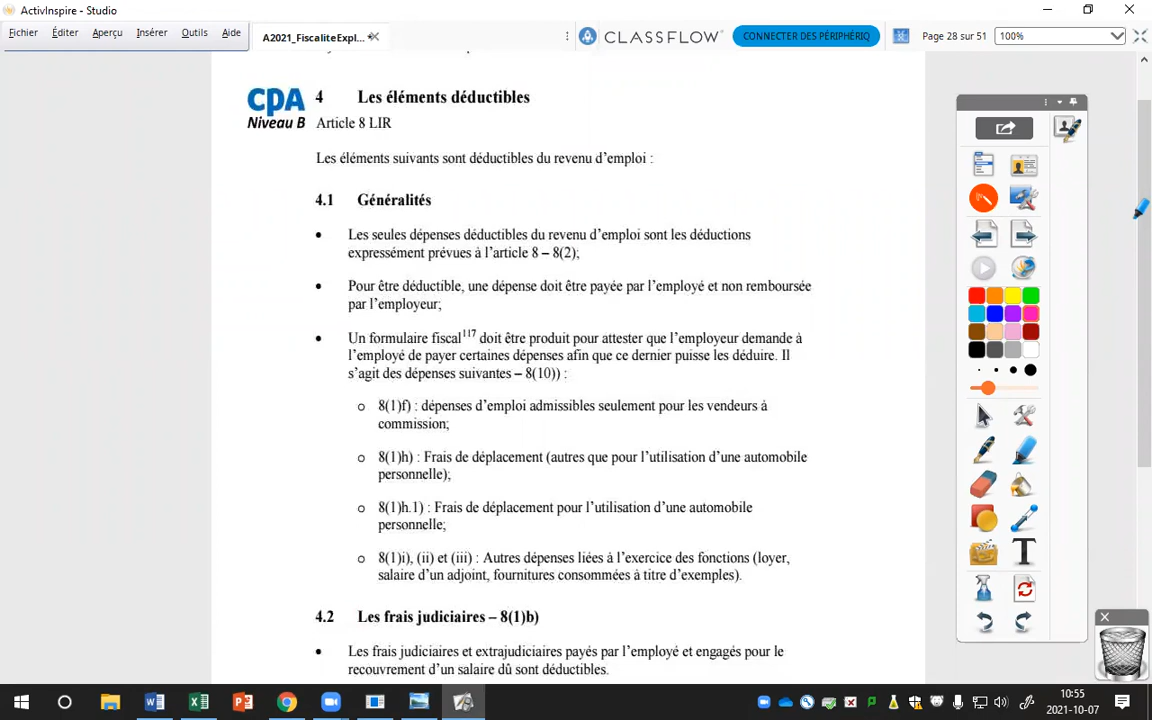 ActivInspire - Studio
Fichier Éditer Aperçu Insérer Outils Aide
A2021_FiscaliteExpl...
CLASSFLOW
CONNECTER DES PÉRIPHÉRIQ
Page 28 sur 51
100%
CPA
Niveau B
4 Les éléments déductibles
Article 8 LIR
Les éléments suivants sont déductibles du revenu d'emploi :
4.1 Généralités
• Les seules dépenses déductibles du revenu d'emploi sont les déductions
expressément prévues à l'article 8 – 8(2);
• Pour être déductible, une dépense doit être payée par l'employé et non remboursée
par l'employeur;
• Un formulaire fiscal117 doit être produit pour attester que l'employeur demande à
l'employé de payer certaines dépenses afin que ce dernier puisse les déduire. Il
s'agit des dépenses suivantes – 8(10)) :
o 8(1)f) : dépenses d'emploi admissibles seulement pour les vendeurs à
commission;
o 8(1)h) : Frais de déplacement (autres que pour l'utilisation d'une automobile
personnelle);
o 8(1)h.1) : Frais de déplacement pour l'utilisation d'une automobile
personnelle;
o 8(1)i), (ii) et (iii) : Autres dépenses liées à l'exercice des fonctions (loyer,
salaire d'un adjoint, fournitures consommées à titre d'exemples).
4.2 Les frais judiciaires – 8(1)b)
• Les frais judiciaires et extrajudiciaires payés par l'employé et engagés pour le
recouvrement d'un salaire dû sont déductibles.
T
10:55
2021-10-07